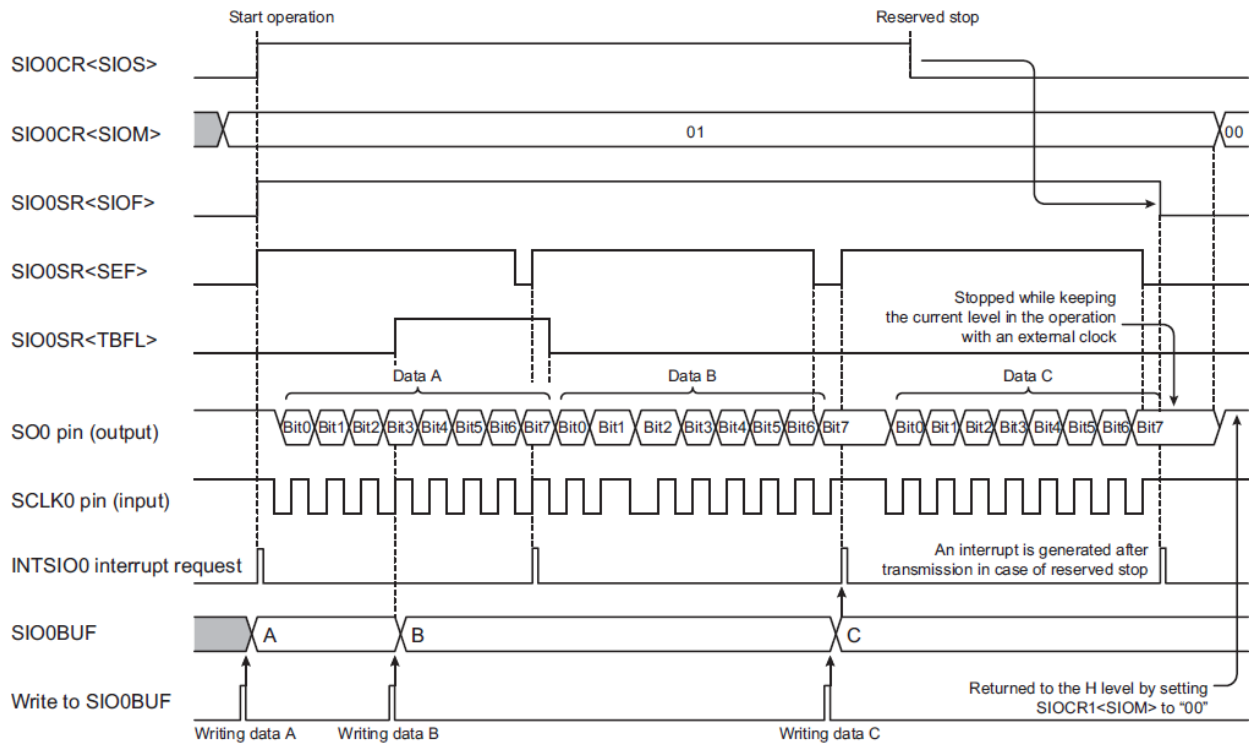 Start operation
Reserved stop
SIO0CR<SIOS>
SIO0CR<SIOM>
01
00
SIO0SR<SIOF>
SIO0SR<SEF>
Stopped while keeping
the current level in the operation
with an external clock
SIO0SR<TBFL>
Data A
Data B
Data C
SO0 pin (output)
Bit0 Bit1 Bit2 Bit3 Bit4 Bit5 Bit6 Bit7 Bit0 Bit1 Bit2 Bit3 Bit4 Bit5 Bit6 Bit7 Bit0 Bit1 Bit2 Bit3 Bit4 Bit5 Bit6 Bit7
SCLK0 pin (input)
INTSIO0 interrupt request
An interrupt is generated after
transmission in case of reserved stop
SIO0BUF
A
B
C
Write to SIO0BUF
Returned to the H level by setting
SIOCR1<SIOM> to “00”
Writing data A
Writing data B
Writing data C